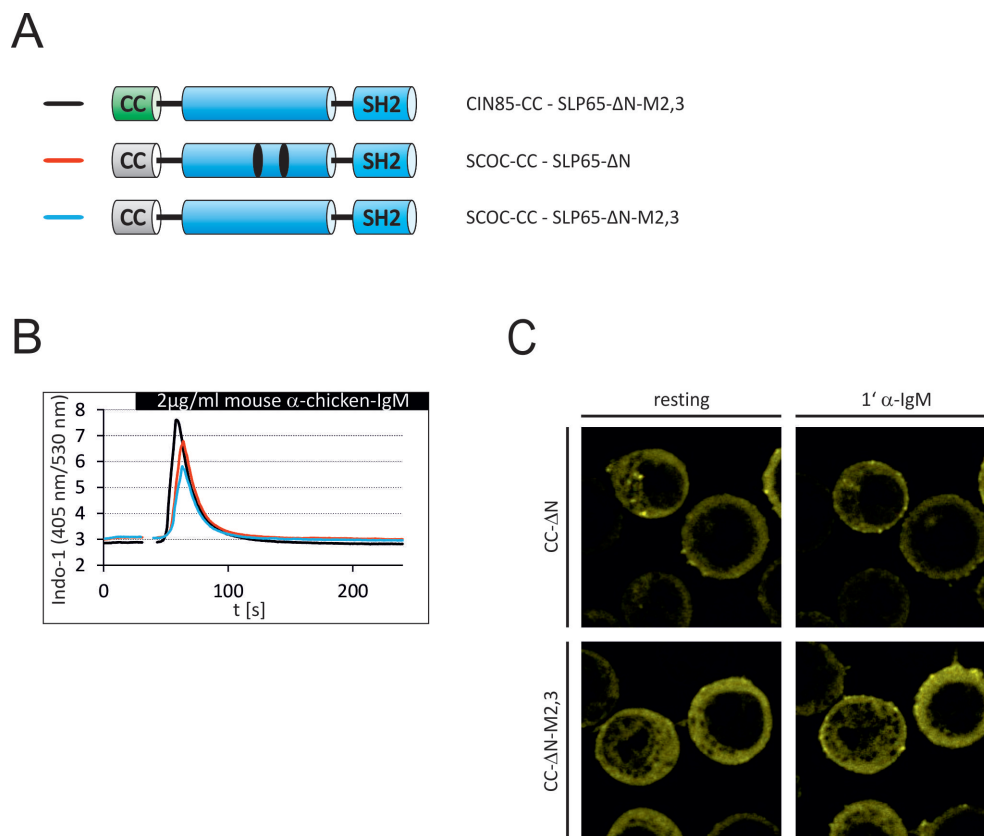 A
CC SH2 CIN85-CC - SLP65-ΔN-M2,3
CC SH2 SCOC-CC - SLP65-ΔN
CC SH2 SCOC-CC - SLP65-ΔN-M2,3
B
2µg/ml mouse α-chicken-IgM
Indo-1 (405 nm/530 nm)
8
7
6
5
4
3
2
0 100 200
t [s]
C
resting 1‘ α-IgM
CC-ΔN
CC-ΔN-M2,3